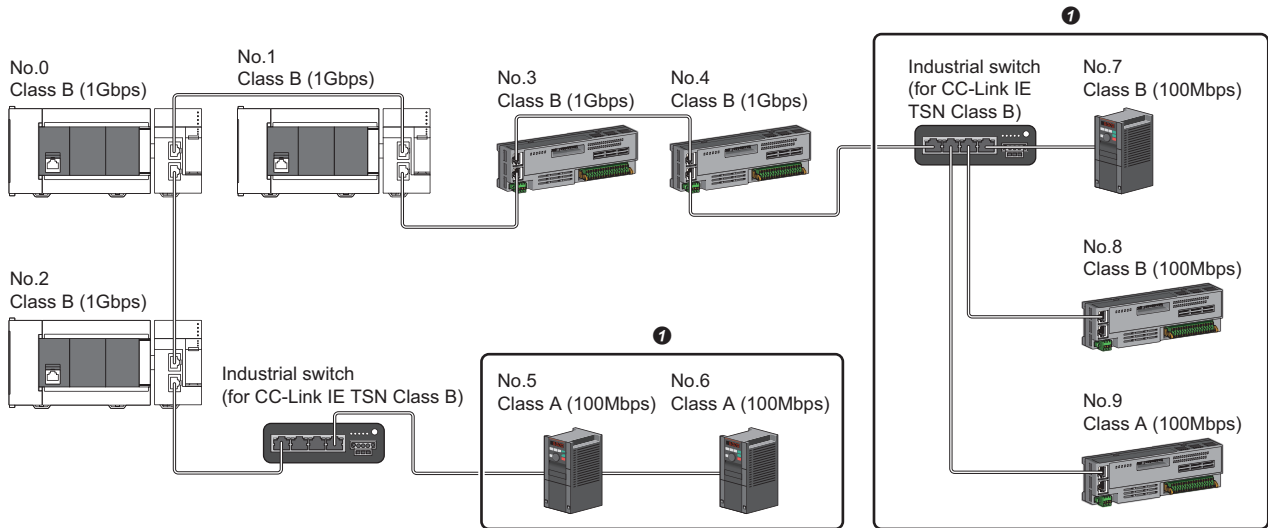 ❶
No.0
Class B (1Gbps)
No.1
Class B (1Gbps)
No.3
Class B (1Gbps)
No.4
Class B (1Gbps)
Industrial switch
(for CC-Link IE
TSN Class B)
No.7
Class B (100Mbps)
No.8
Class B (100Mbps)
No.9
Class A (100Mbps)
No.2
Class B (1Gbps)
Industrial switch
(for CC-Link IE TSN Class B)
❶
No.5
Class A (100Mbps)
No.6
Class A (100Mbps)